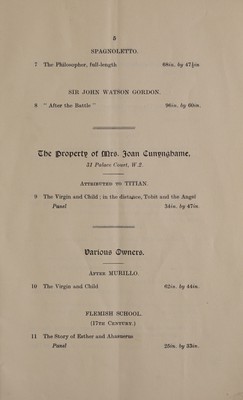 5
SPAGNOLETTO.
7 The Philosopher, full-length 68in. by 47½in.
SIR JOHN WATSON GORDON.
8 " After the Battle " 96in. by 60in.
The Property of Mrs. Joan Cunynghame.
31 Palace Court, W.2.
ATTRIBUTED TO TITIAN.
9 The Virgin and Child ; in the distance, Tobit and the Angel
Panel 34in. by 47in.
Various Owners.
AFTER MURILLO.
10 The Virgin and Child 62in. by 44in.
FLEMISH SCHOOL.
(17TH CENTURY.)
11 The Story of Esther and Ahasuerus
Panel 25in. by 33in.